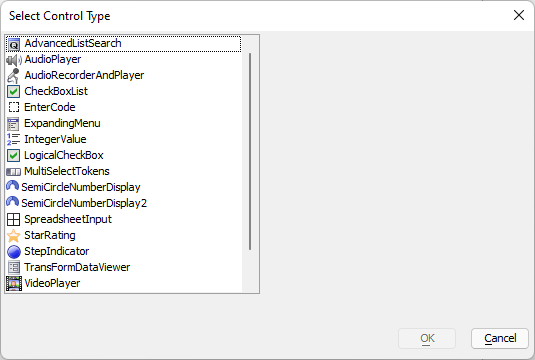 Select Control Type
AdvancedListSearch
AudioPlayer
AudioRecorderAndPlayer
CheckBoxList
EnterCode
ExpandingMenu
IntegerValue
LogicalCheckBox
MultiSelectTokens
SemiCircleNumberDisplay
SemiCircleNumberDisplay2
SpreadsheetInput
StarRating
StepIndicator
TransFormDataViewer
VideoPlayer
OK Cancel